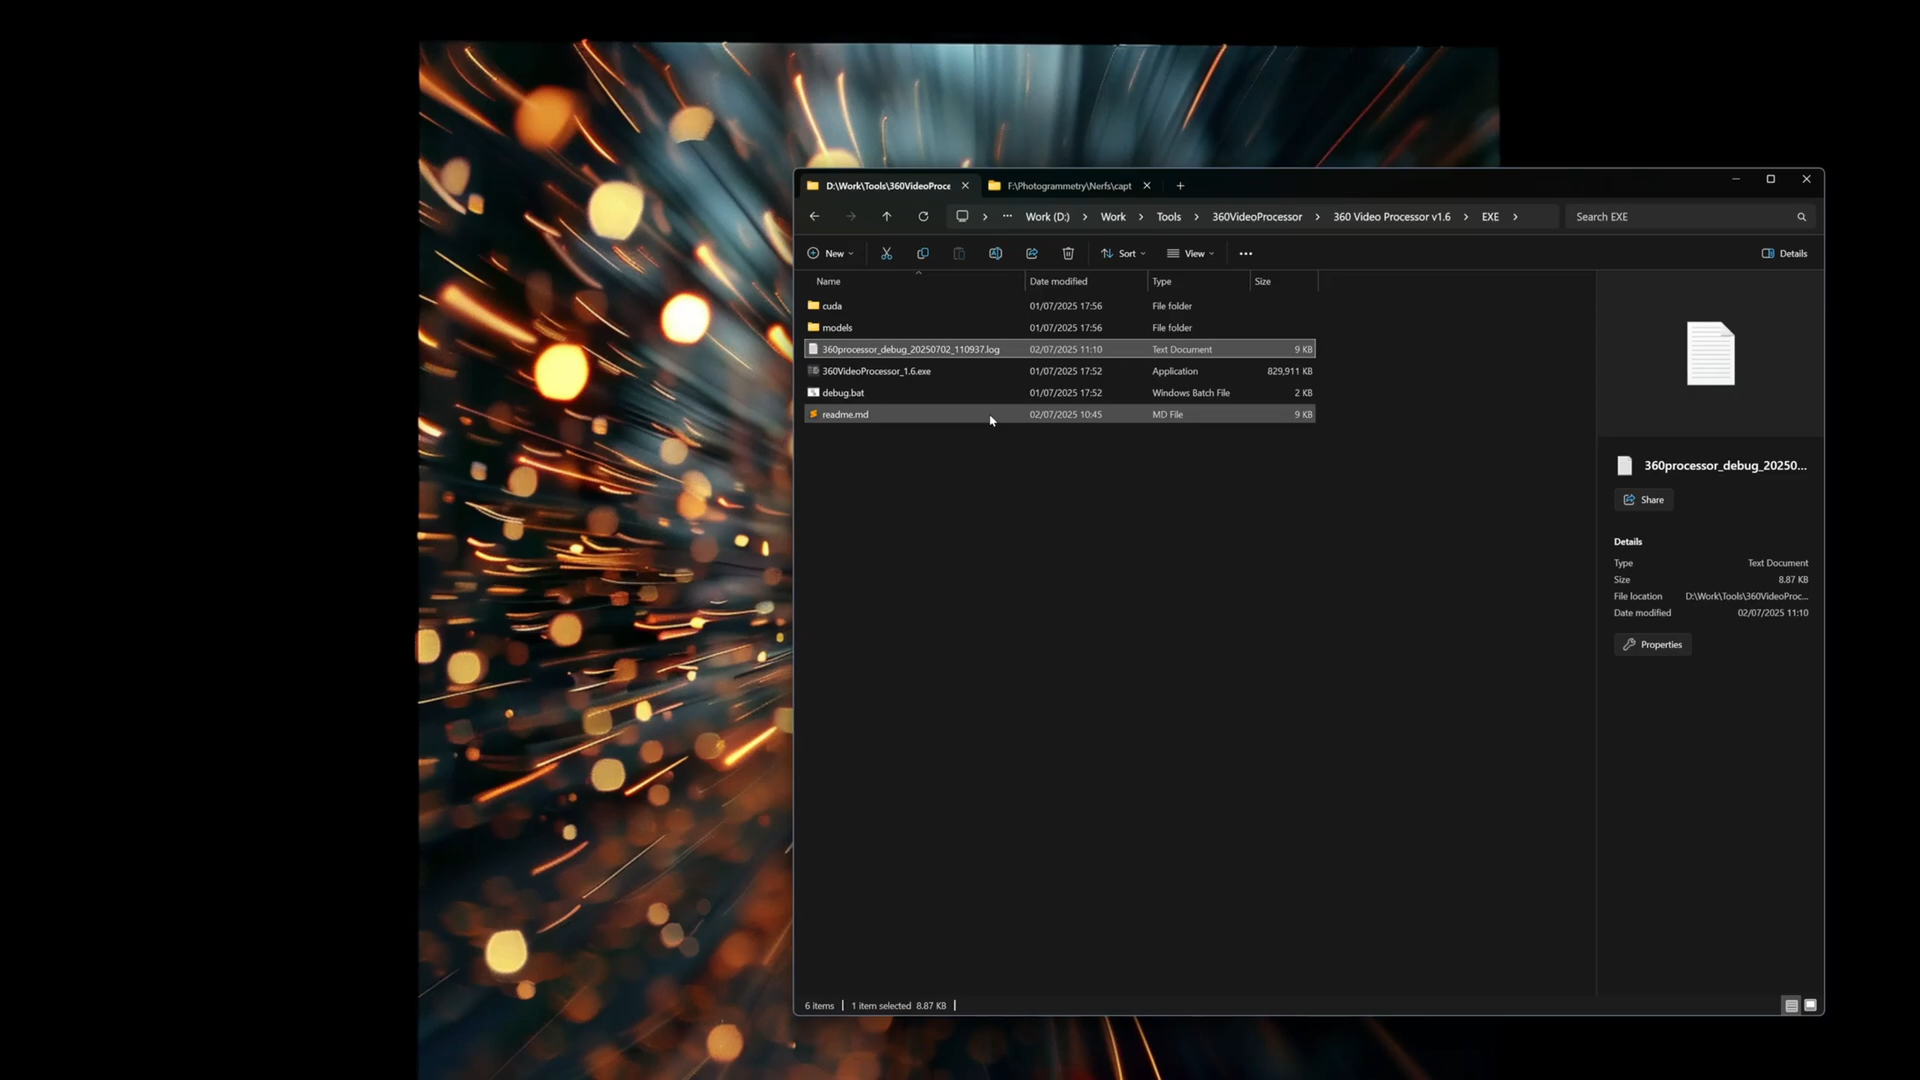 D:\Work\Tools\360VideoProce
F:\Photogrammetry\Nerfs\capt
Work (D:) Work Tools 360VideoProcessor 360 Video Processor v1.6 EXE
Search EXE
New Sort View Details
Name Date modified Type Size
cuda 01/07/2025 17:56 File folder
models 01/07/2025 17:56 File folder
360processor_debug_20250702_110937.log 02/07/2025 11:10 Text Document 9 KB
360VideoProcessor_1.6.exe 01/07/2025 17:52 Application 829,911 KB
debug.bat 01/07/2025 17:52 Windows Batch File 2 KB
readme.md 02/07/2025 10:45 MD File 9 KB
360processor_debug_20250...
Share
Details
Type Text Document
Size 8.87 KB
File location D:\Work\Tools\360VideoProc...
Date modified 02/07/2025 11:10
Properties
6 items 1 item selected 8.87 KB